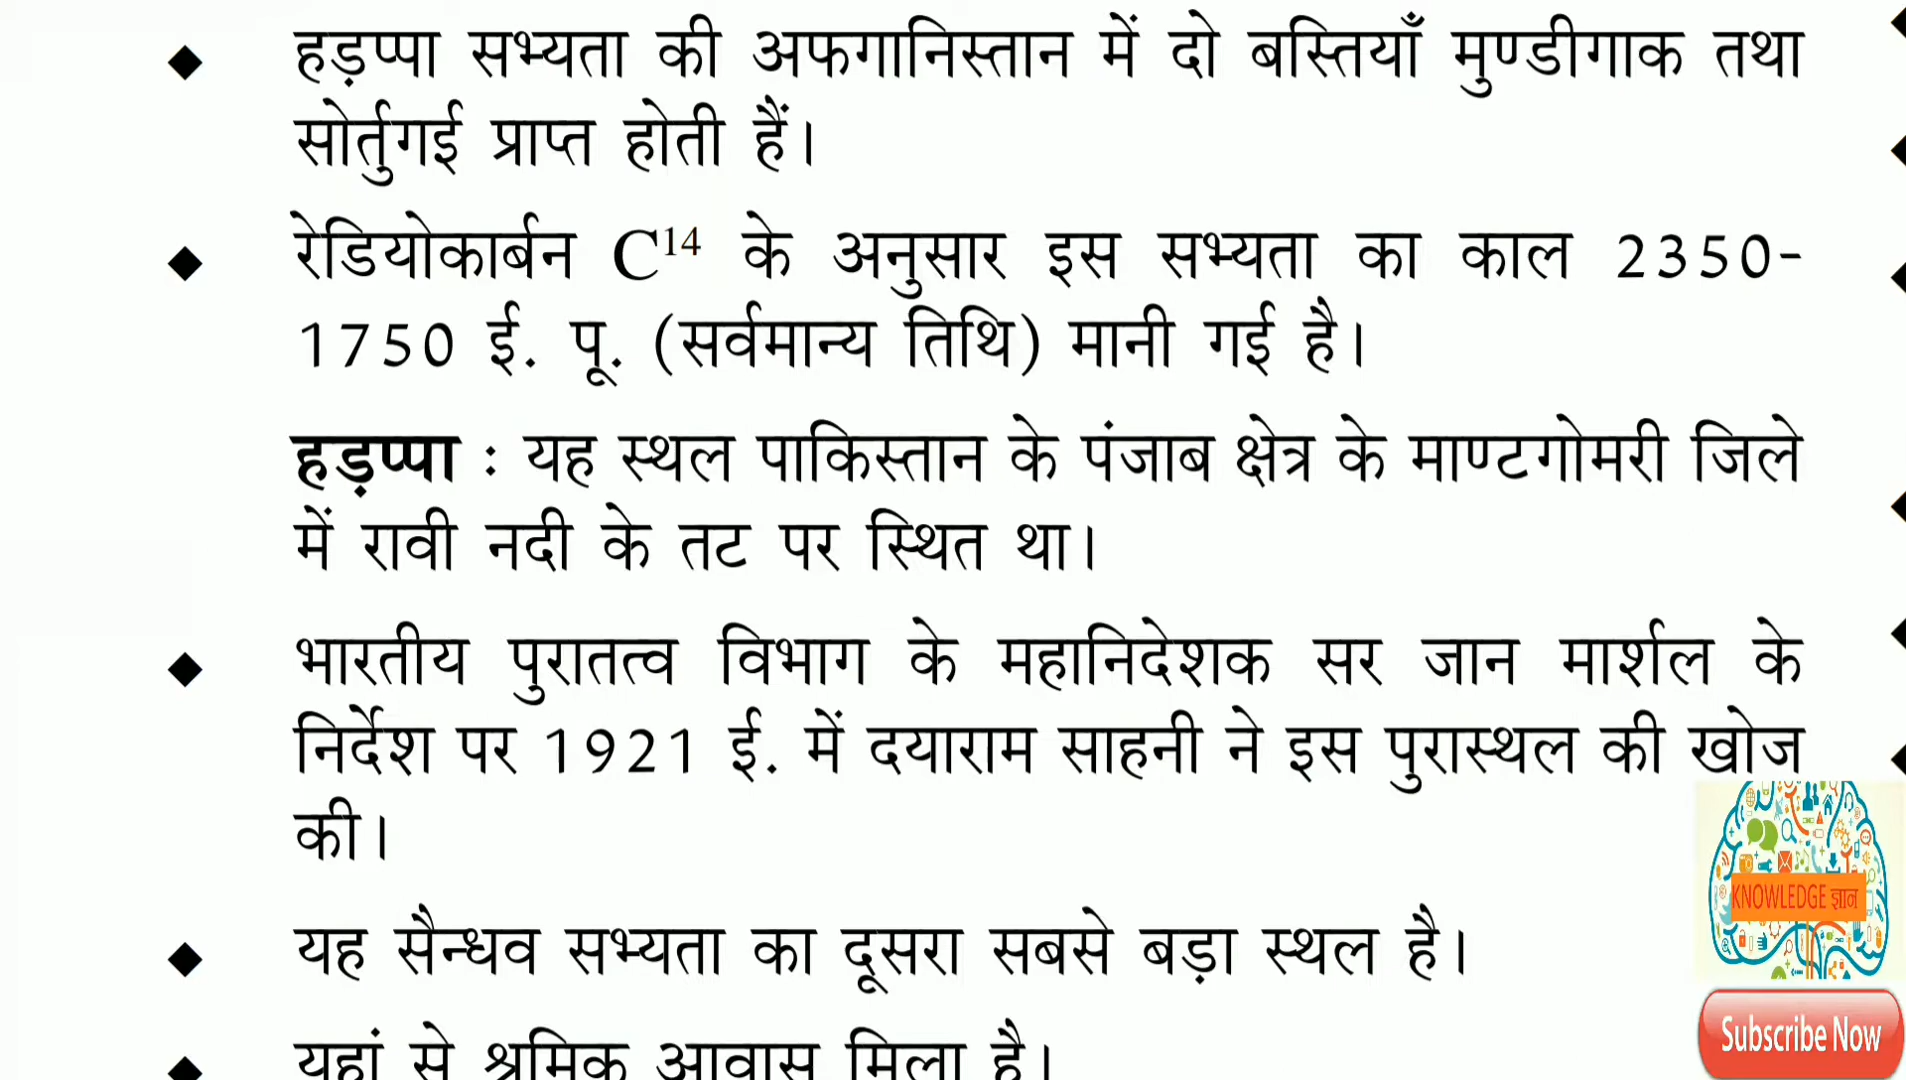 ◆ हड़प्पा सभ्यता की अफगानिस्तान में दो बस्तियाँ मुण्डीगाक तथा
सोर्तुगई प्राप्त होती हैं।
◆ रेडियोकार्बन C¹⁴ के अनुसार इस सभ्यता का काल 2350-
1750 ई. पू. (सर्वमान्य तिथि) मानी गई है।
हड़प्पा : यह स्थल पाकिस्तान के पंजाब क्षेत्र के माण्टगोमरी जिले
में रावी नदी के तट पर स्थित था।
◆ भारतीय पुरातत्व विभाग के महानिदेशक सर जान मार्शल के
निर्देश पर 1921 ई. में दयाराम साहनी ने इस पुरास्थल की खोज
की।
◆ यह सैन्धव सभ्यता का दूसरा सबसे बड़ा स्थल है।
◆ यहां से श्रमिक आवास मिला है।
KNOWLEDGE ज्ञान
Subscribe Now